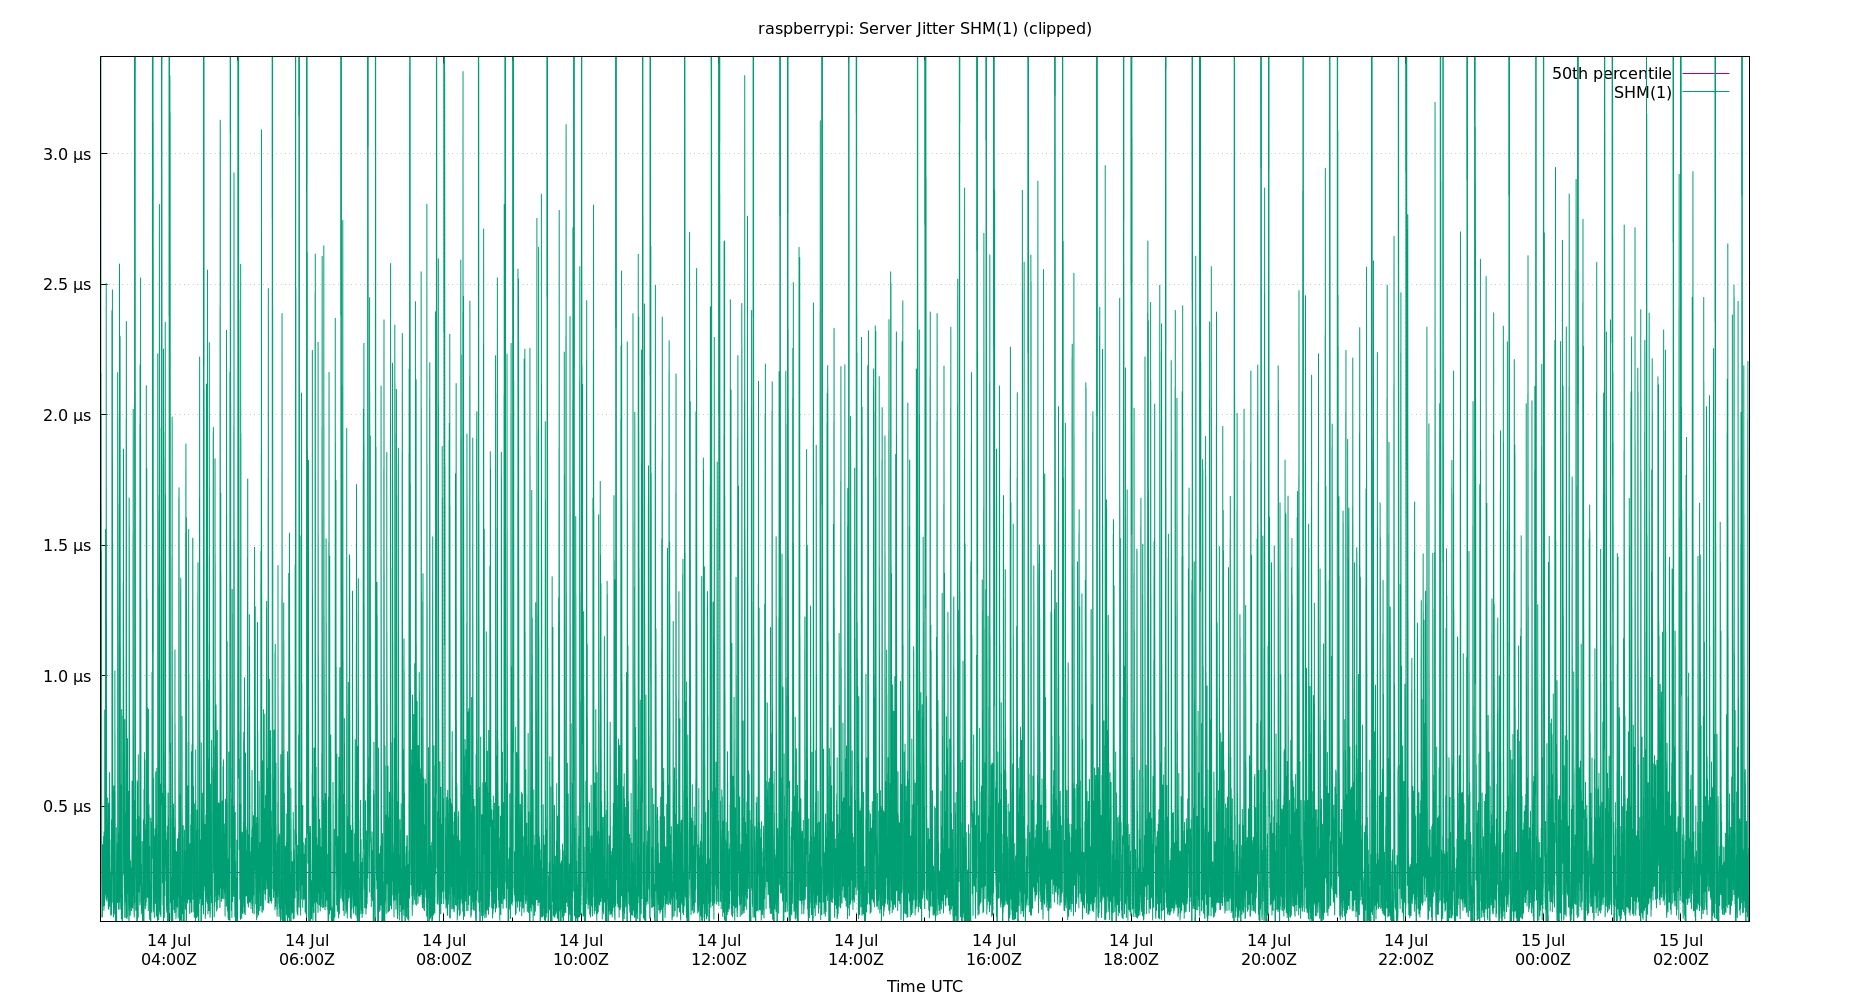 raspberrypi: Server Jitter SHM(1) (clipped)
50th percentile
SHM(1)
3.0 µs
2.5 µs
2.0 µs
1.5 µs
1.0 µs
0.5 µs
14 Jul 14 Jul 14 Jul 14 Jul 14 Jul 14 Jul 14 Jul 14 Jul 14 Jul 14 Jul 15 Jul 15 Jul
04:00Z 06:00Z 08:00Z 10:00Z 12:00Z 14:00Z 16:00Z 18:00Z 20:00Z 22:00Z 00:00Z 02:00Z
Time UTC